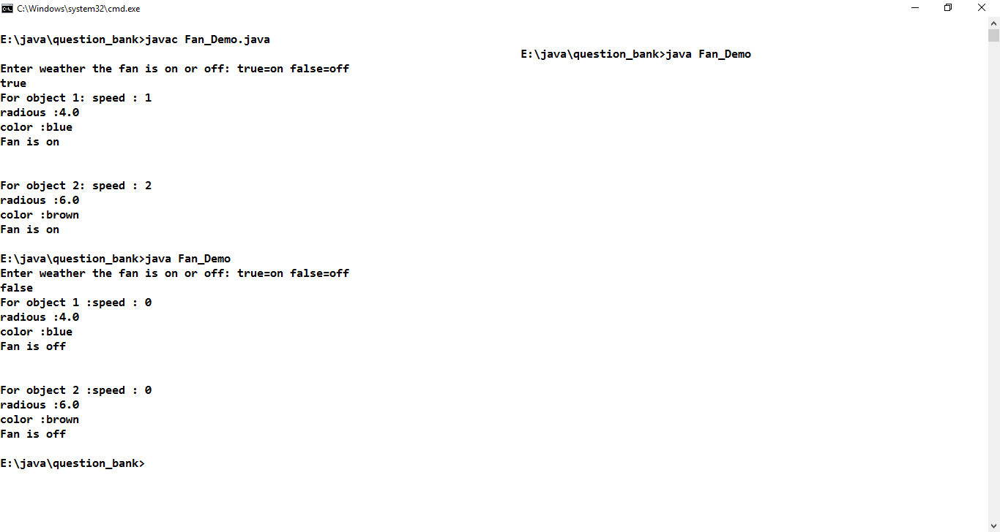 C:\Windows\system32\cmd.exe
E:\java\question_bank>javac Fan_Demo.java
E:\java\question_bank>java Fan_Demo
Enter weather the fan is on or off: true=on false=off
true
For object 1: speed : 1
radious :4.0
color :blue
Fan is on
For object 2: speed : 2
radious :6.0
color :brown
Fan is on
E:\java\question_bank>java Fan_Demo
Enter weather the fan is on or off: true=on false=off
false
For object 1 :speed : 0
radious :4.0
color :blue
Fan is off
For object 2 :speed : 0
radious :6.0
color :brown
Fan is off
E:\java\question_bank>